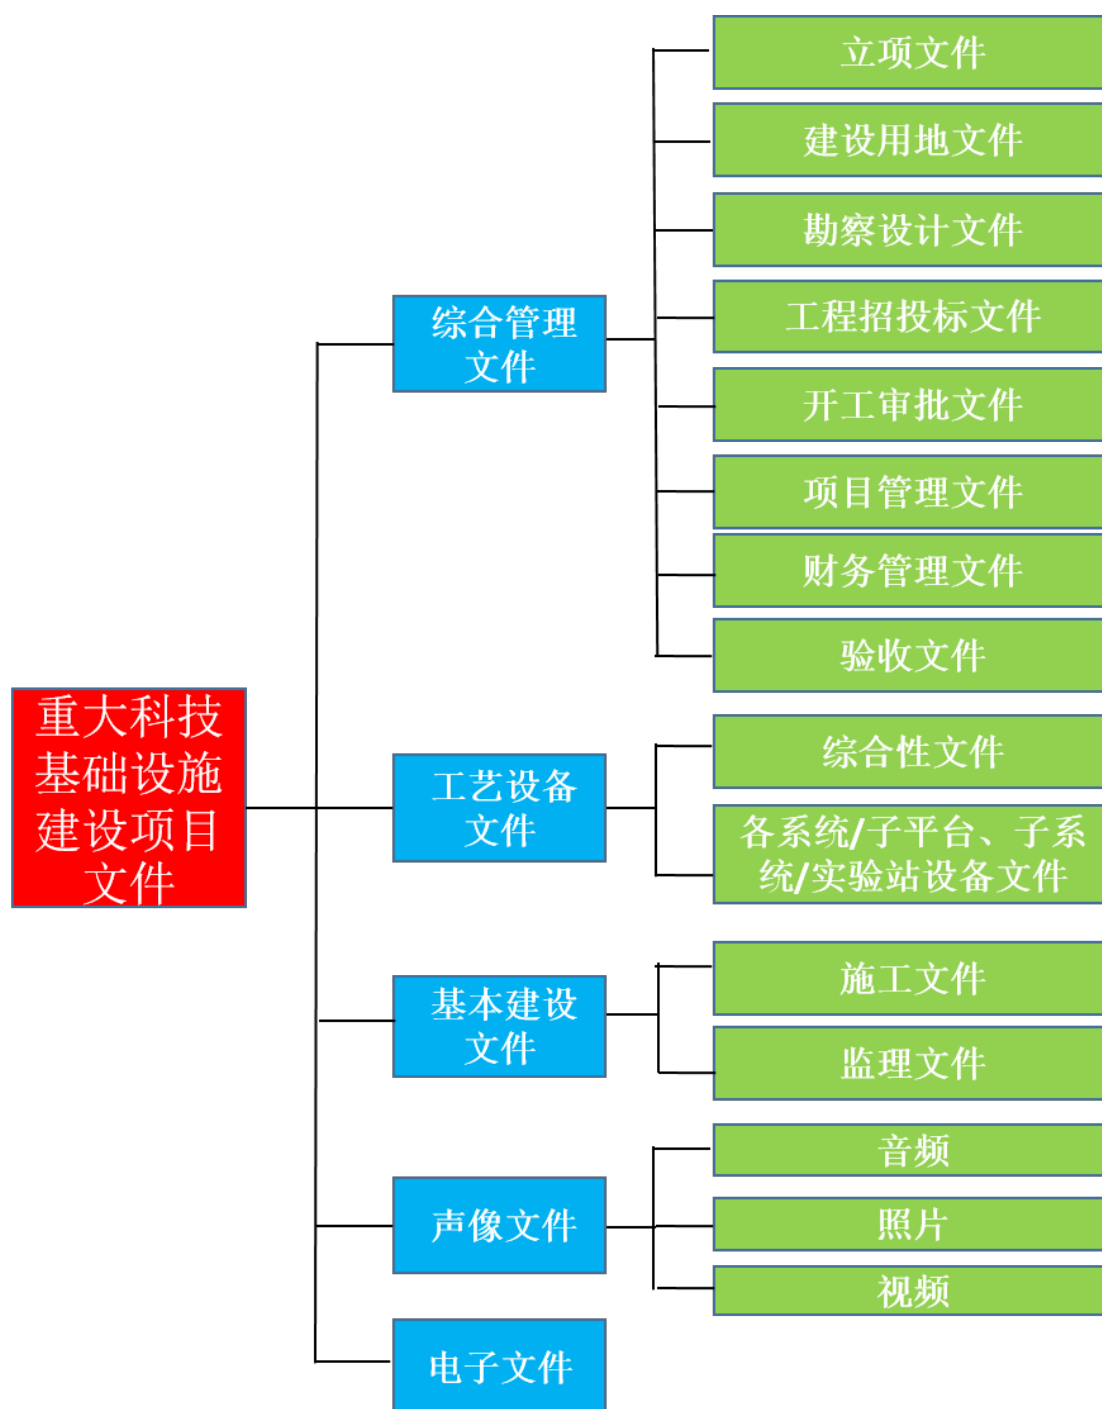 立项文件
建设用地文件
勘察设计文件
工程招投标文件
开工审批文件
项目管理文件
财务管理文件
验收文件
综合管理
文件
重大科技
基础设施
建设项目
文件
工艺设备
文件
综合性文件
各系统/子平台、子系
统/实验站设备文件
基本建设
文件
施工文件
监理文件
声像文件
音频
照片
视频
电子文件